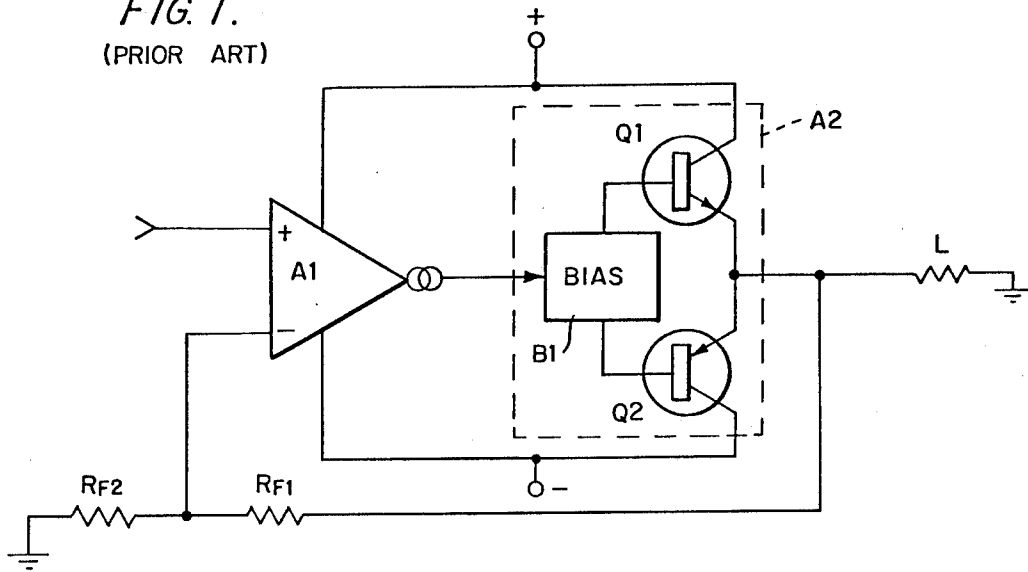 FIG. 1.
(PRIOR ART)
+
Q1
A2
+
A1
BIAS
L
−
B1
Q2
RF2
RF1
−